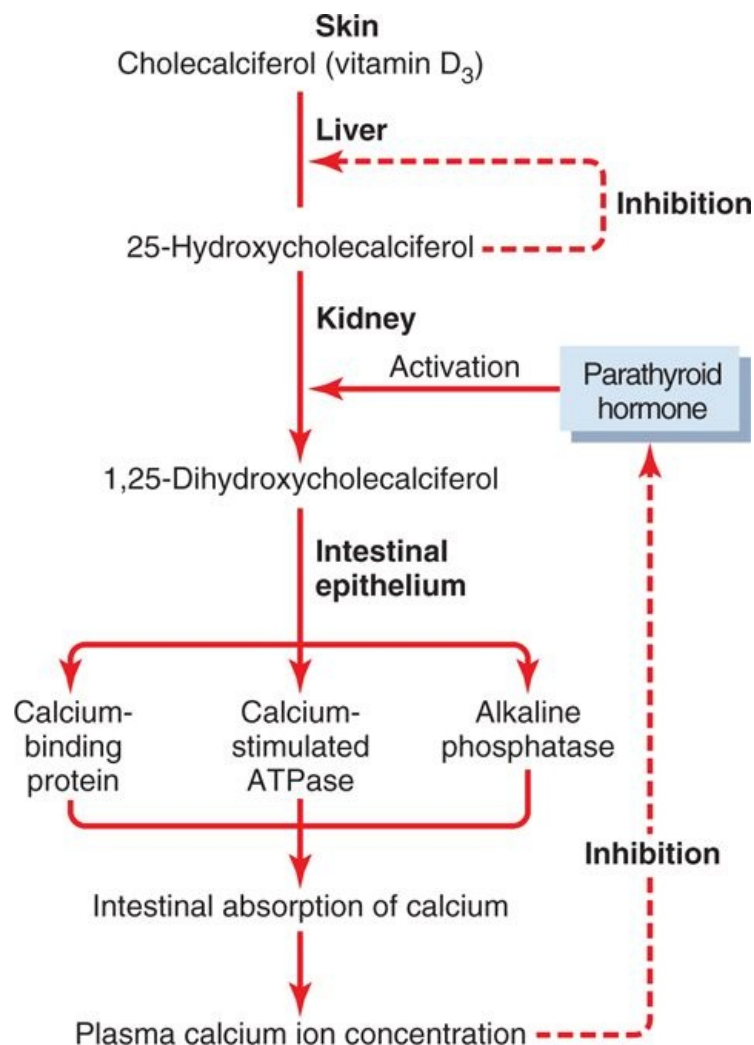 Skin
Cholecalciferol (vitamin D₃)
Liver
Inhibition
25-Hydroxycholecalciferol
Kidney
Activation
Parathyroid
hormone
1,25-Dihydroxycholecalciferol
Intestinal
epithelium
Calcium-
binding
protein
Calcium-
stimulated
ATPase
Alkaline
phosphatase
Inhibition
Intestinal absorption of calcium
Plasma calcium ion concentration